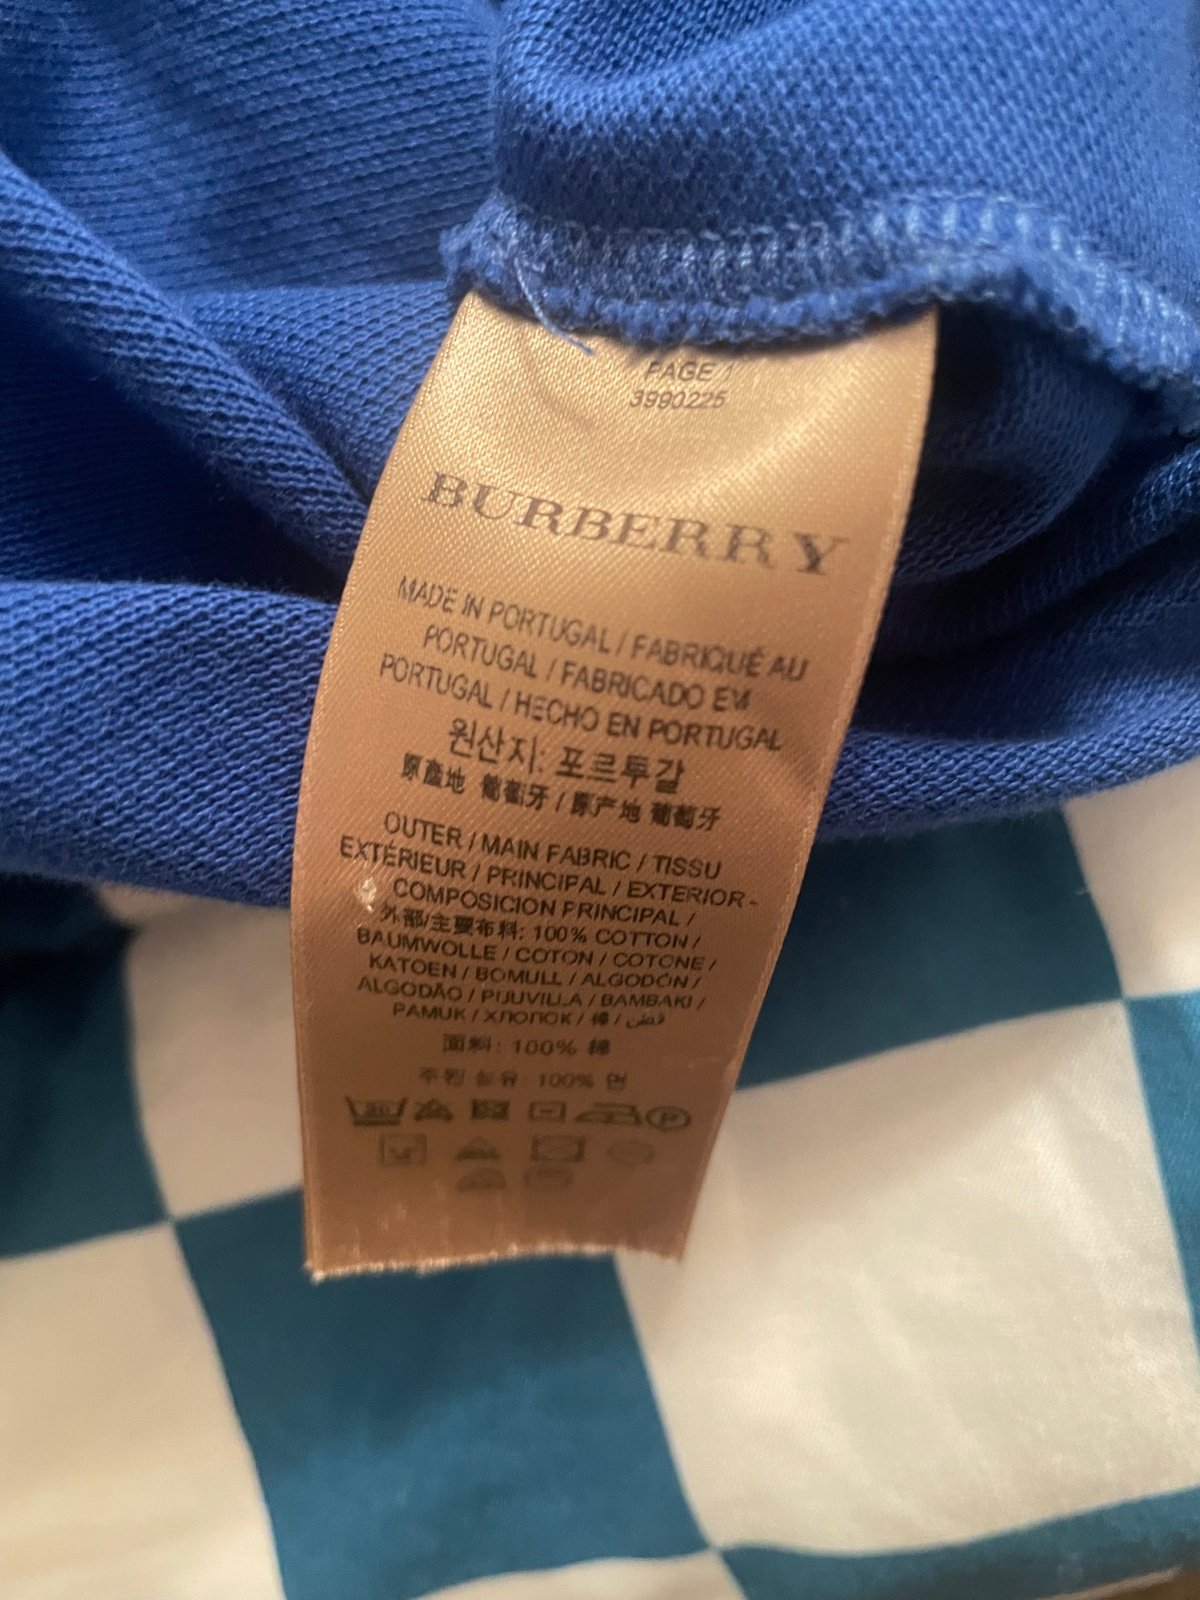 PAGE 1
3990225
BURBERRY
MADE IN PORTUGAL / FABRIQUÉ AU
PORTUGAL / FABRICADO EM
PORTUGAL / HECHO EN PORTUGAL
원산지: 포르투갈
原產地 葡萄牙 / 原产地 葡萄牙
OUTER / MAIN FABRIC / TISSU
EXTÉRIEUR / PRINCIPAL / EXTERIOR-
COMPOSICION PRINCIPAL /
外部/主要布料: 100% COTTON /
BAUMWOLLE / COTON / COTONE /
KATOEN / BOMULL / ALGODÓN /
ALGODÃO / PUUVILLA / BAMBAKI /
PAMUK / ХЛОПОК / 棉 / قطن
面料: 100% 棉
주원 섬유: 100% 면
30
P